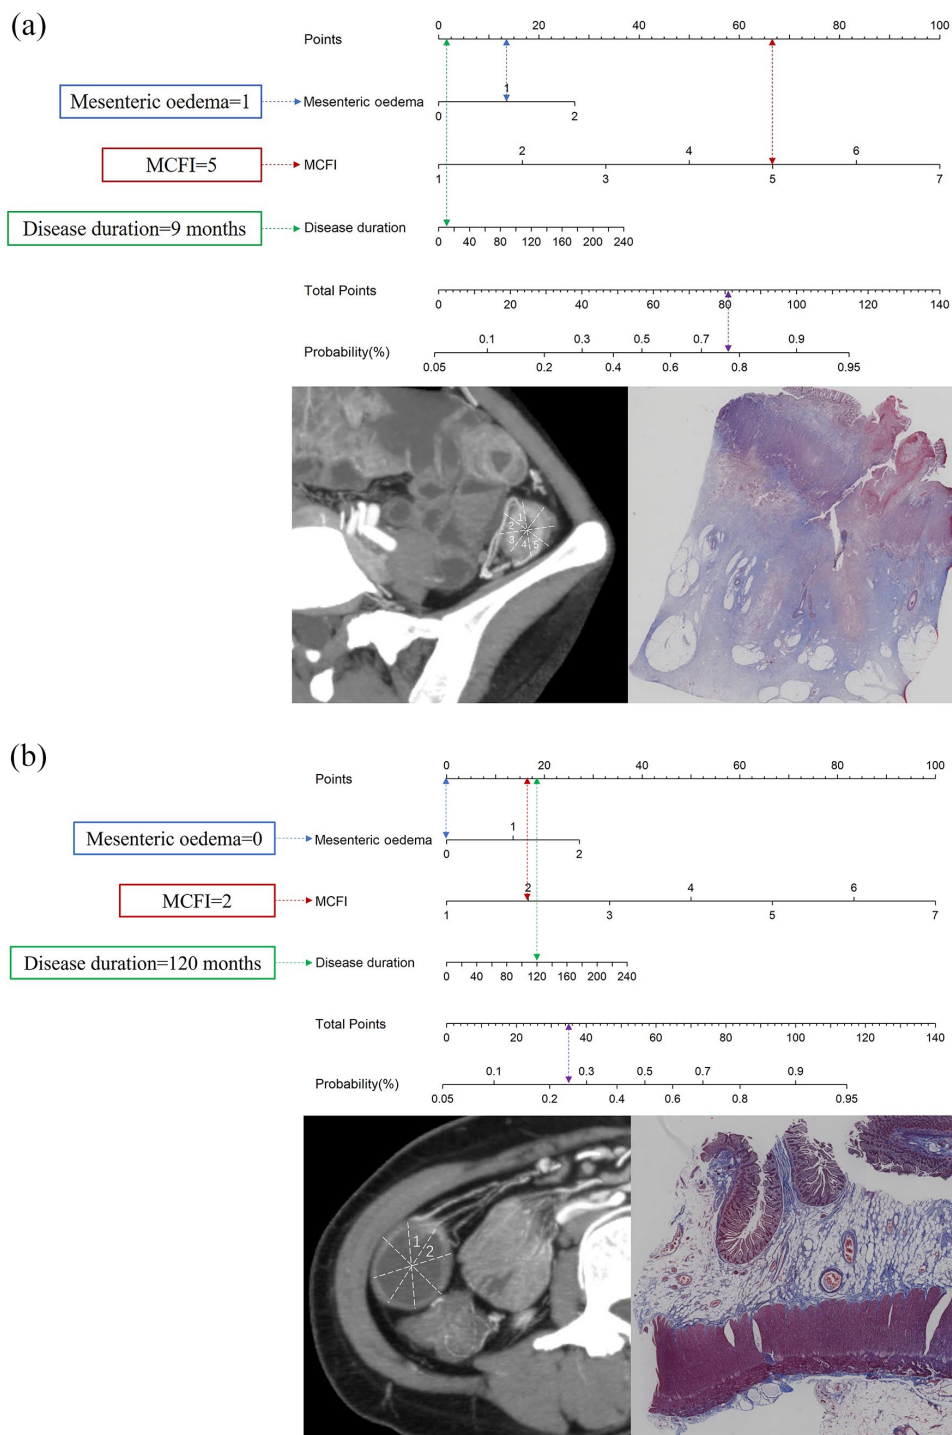 (a)
Points
0 20 40 60 80 100
Mesenteric oedema=1
Mesenteric oedema
1
0 2
MCFI=5
MCFI
2 4 6
1 3 5 7
Disease duration=9 months
Disease duration
0 40 80 120 160 200 240
Total Points
0 20 40 60 80 100 120 140
0.1 0.3 0.5 0.7 0.9
Probability(%)
0.05 0.2 0.4 0.6 0.8 0.95
1
2
3
4 5
(b)
Points
0 20 40 60 80 100
Mesenteric oedema=0
Mesenteric oedema
1
0 2
MCFI=2
MCFI
2 4 6
1 3 5 7
Disease duration=120 months
Disease duration
0 40 80 120 160 200 240
Total Points
0 20 40 60 80 100 120 140
0.1 0.3 0.5 0.7 0.9
Probability(%)
0.05 0.2 0.4 0.6 0.8 0.95
1
2